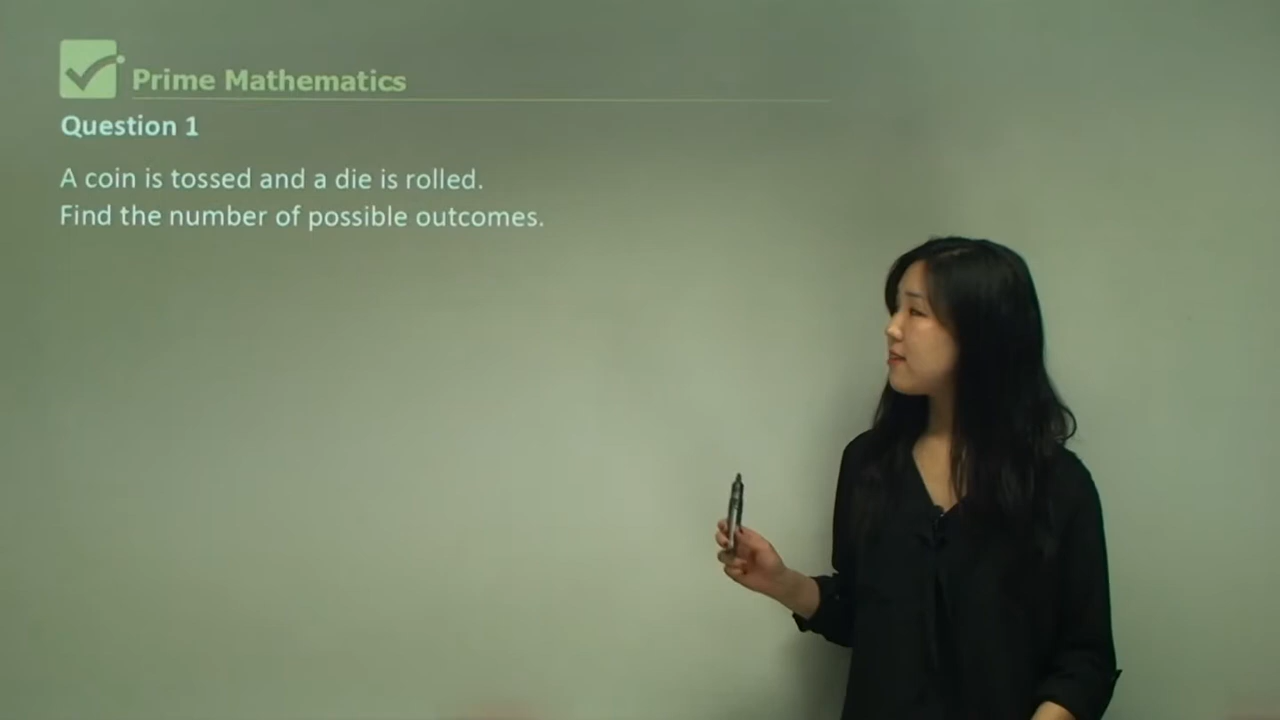 Prime Mathematics
Question 1
A coin is tossed and a die is rolled.
Find the number of possible outcomes.